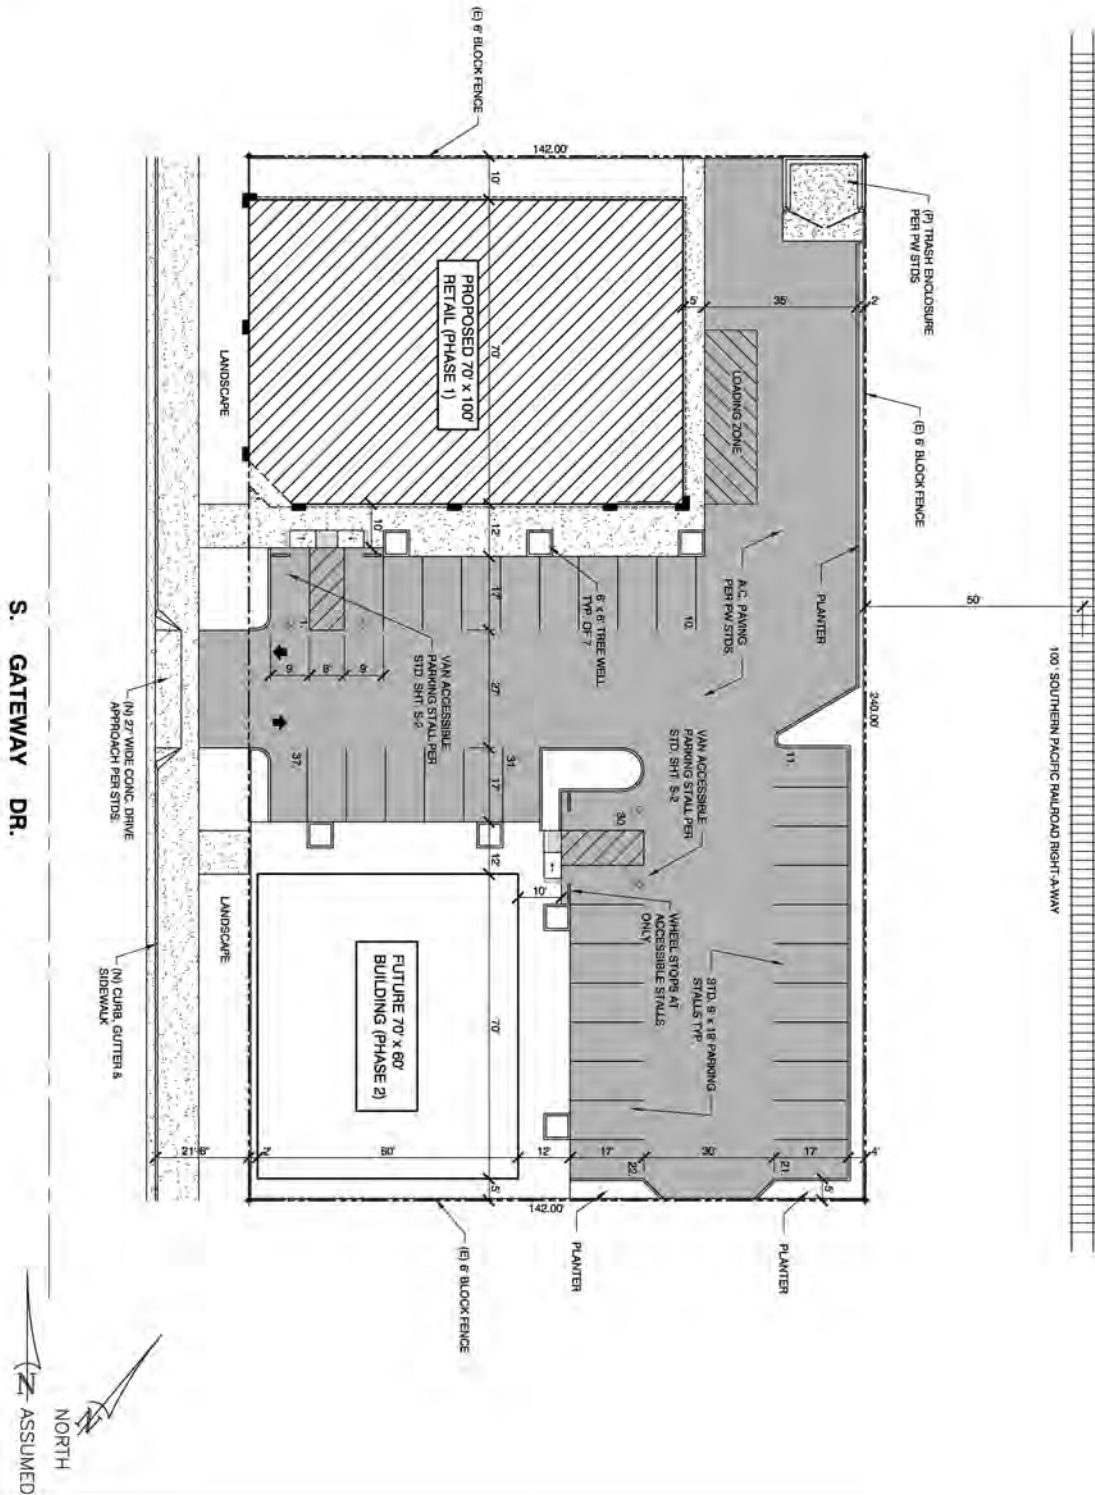 (E) 6' BLOCK FENCE
142.00'
10'
(P) TRASH ENCLOSURE
PER PW STDS
5'
35'
2'
PROPOSED 70' x 100'
RETAIL (PHASE 1)
70'
LOADING ZONE
(E) 6' BLOCK FENCE
LANDSCAPE
10'
12'
6' x 6' TREE WELL
TYP. OF 7
A.C. PAVING
PER PW STDS.
PLANTER
50'
100' SOUTHERN PACIFIC RAILROAD RIGHT-A-WAY
17'
10.
1.
9'
8'
9'
VAN ACCESSIBLE
PARKING STALL PER
STD. SHT. S-2
27'
240.00'
S. GATEWAY DR.
(N) 27' WIDE CONC. DRIVE
APPROACH PER STDS.
37.
31.
17'
VAN ACCESSIBLE
PARKING STALL PER
STD. SHT. S-2
11.
30.
12'
10'
WHEEL STOPS AT
ACCESSIBLE STALLS
ONLY
STD. 9' x 18' PARKING
STALLS TYP.
LANDSCAPE
(N) CURB, GUTTER &
SIDEWALK
FUTURE 70' x 60'
BUILDING (PHASE 2)
70'
21'-6"
2'
60'
12'
17'
30'
17'
4'
22.
21.
5'
5'
142.00'
(E) 6' BLOCK FENCE
PLANTER
PLANTER
N
NORTH
N
ASSUMED